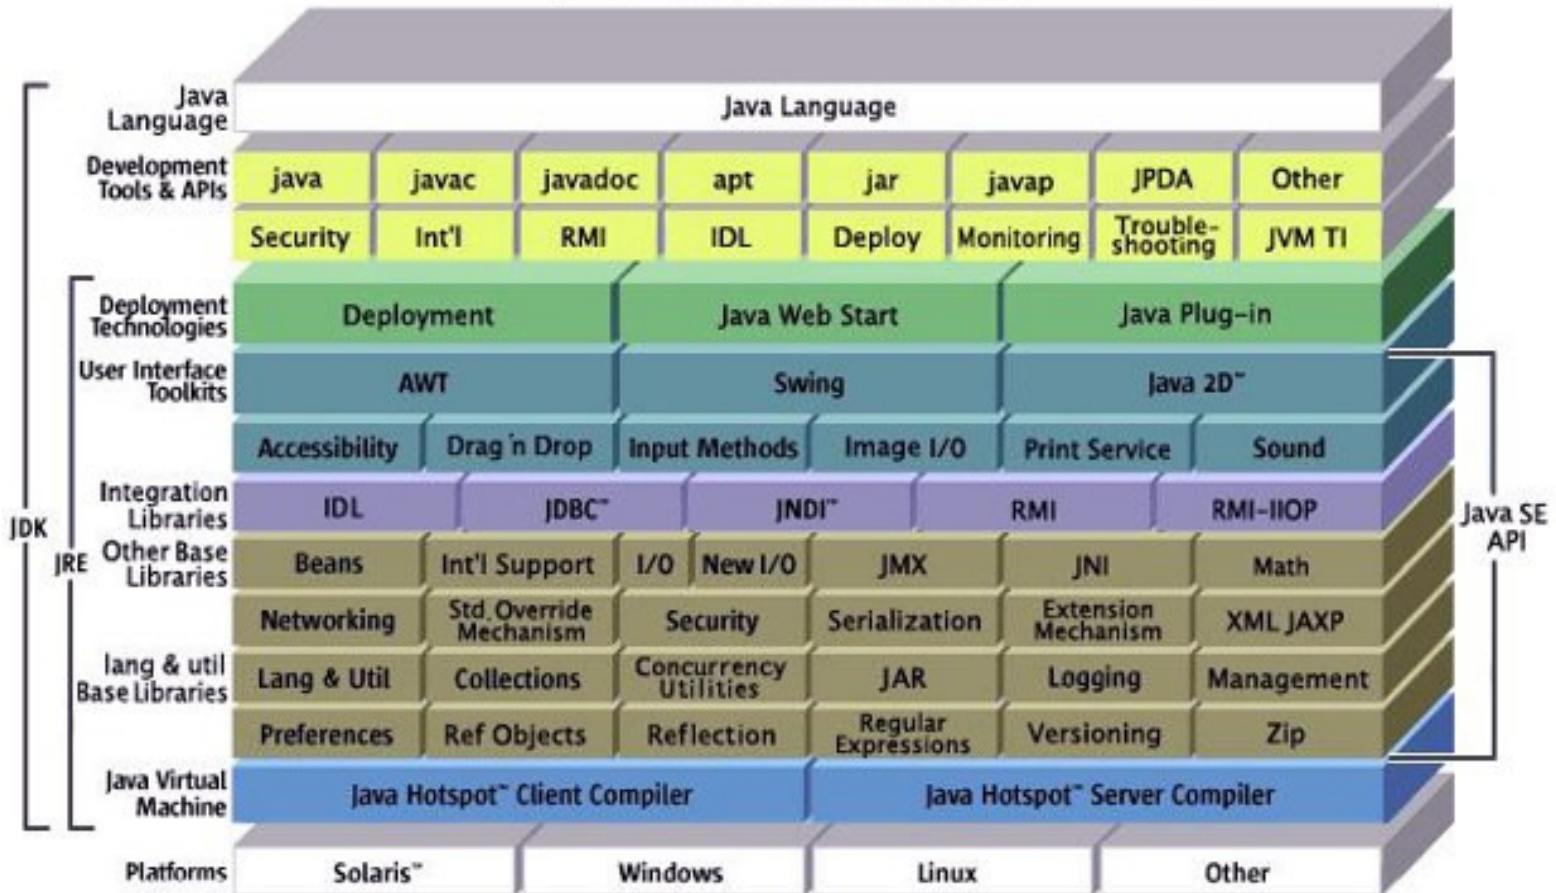 Java
Language
Java Language
Development
Tools & APIs
java javac javadoc apt jar javap JPDA Other
Security Int'l RMI IDL Deploy Monitoring Trouble-
shooting JVM TI
Deployment
Technologies
Deployment Java Web Start Java Plug-in
User Interface
Toolkits
AWT Swing Java 2D™
Accessibility Drag'n Drop Input Methods Image I/O Print Service Sound
Integration
Libraries
IDL JDBC™ JNDI™ RMI RMI-IIOP
Other Base
Libraries
Beans Int'l Support I/O New I/O JMX JNI Math
Networking Std. Override
Mechanism Security Serialization Extension
Mechanism XML JAXP
lang & util
Base Libraries
Lang & Util Collections Concurrency
Utilities JAR Logging Management
Preferences Ref Objects Reflection Regular
Expressions Versioning Zip
Java Virtual
Machine
Java Hotspot™ Client Compiler Java Hotspot™ Server Compiler
Platforms
Solaris™ Windows Linux Other
JDK
JRE
Java SE
API